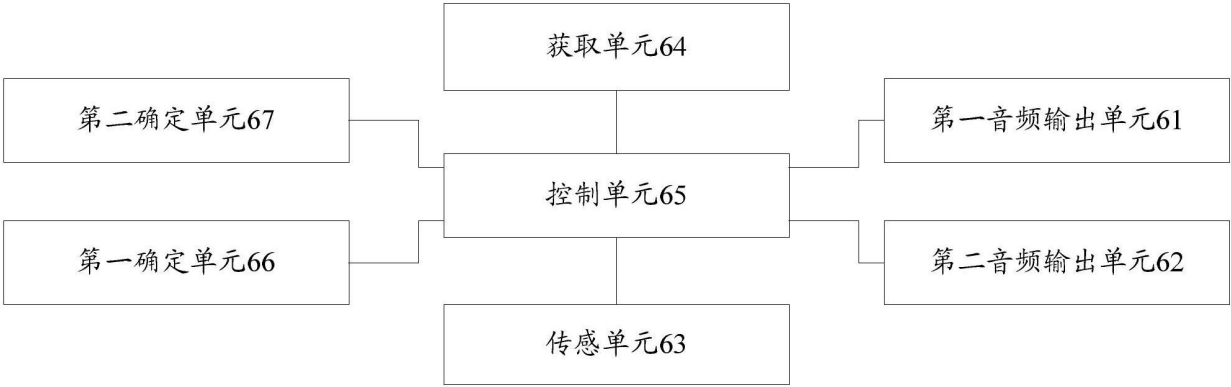 获取单元64
第二确定单元67
第一音频输出单元61
控制单元65
第一确定单元66
第二音频输出单元62
传感单元63